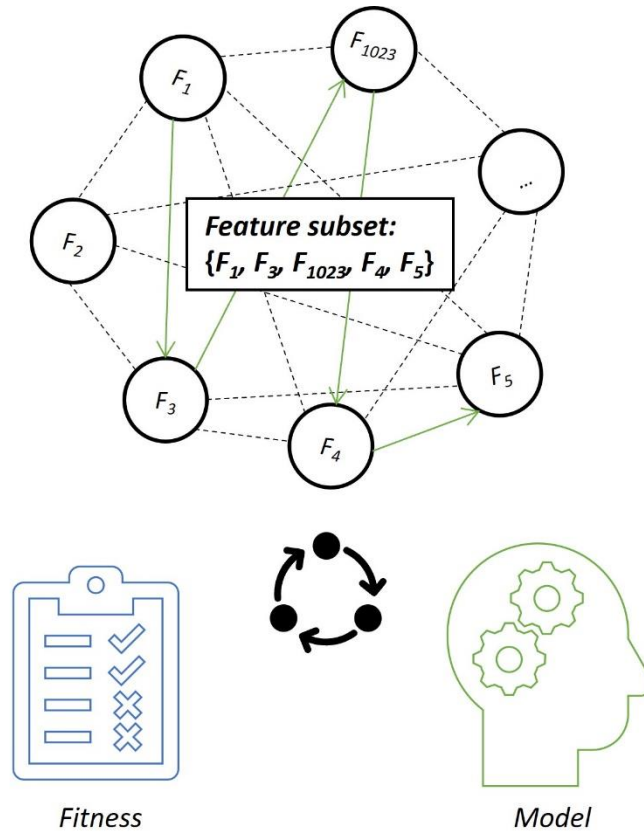 F1023
F1
...
Feature subset:
{F1, F3, F1023, F4, F5}
F2
F5
F3
F4
Fitness
Model